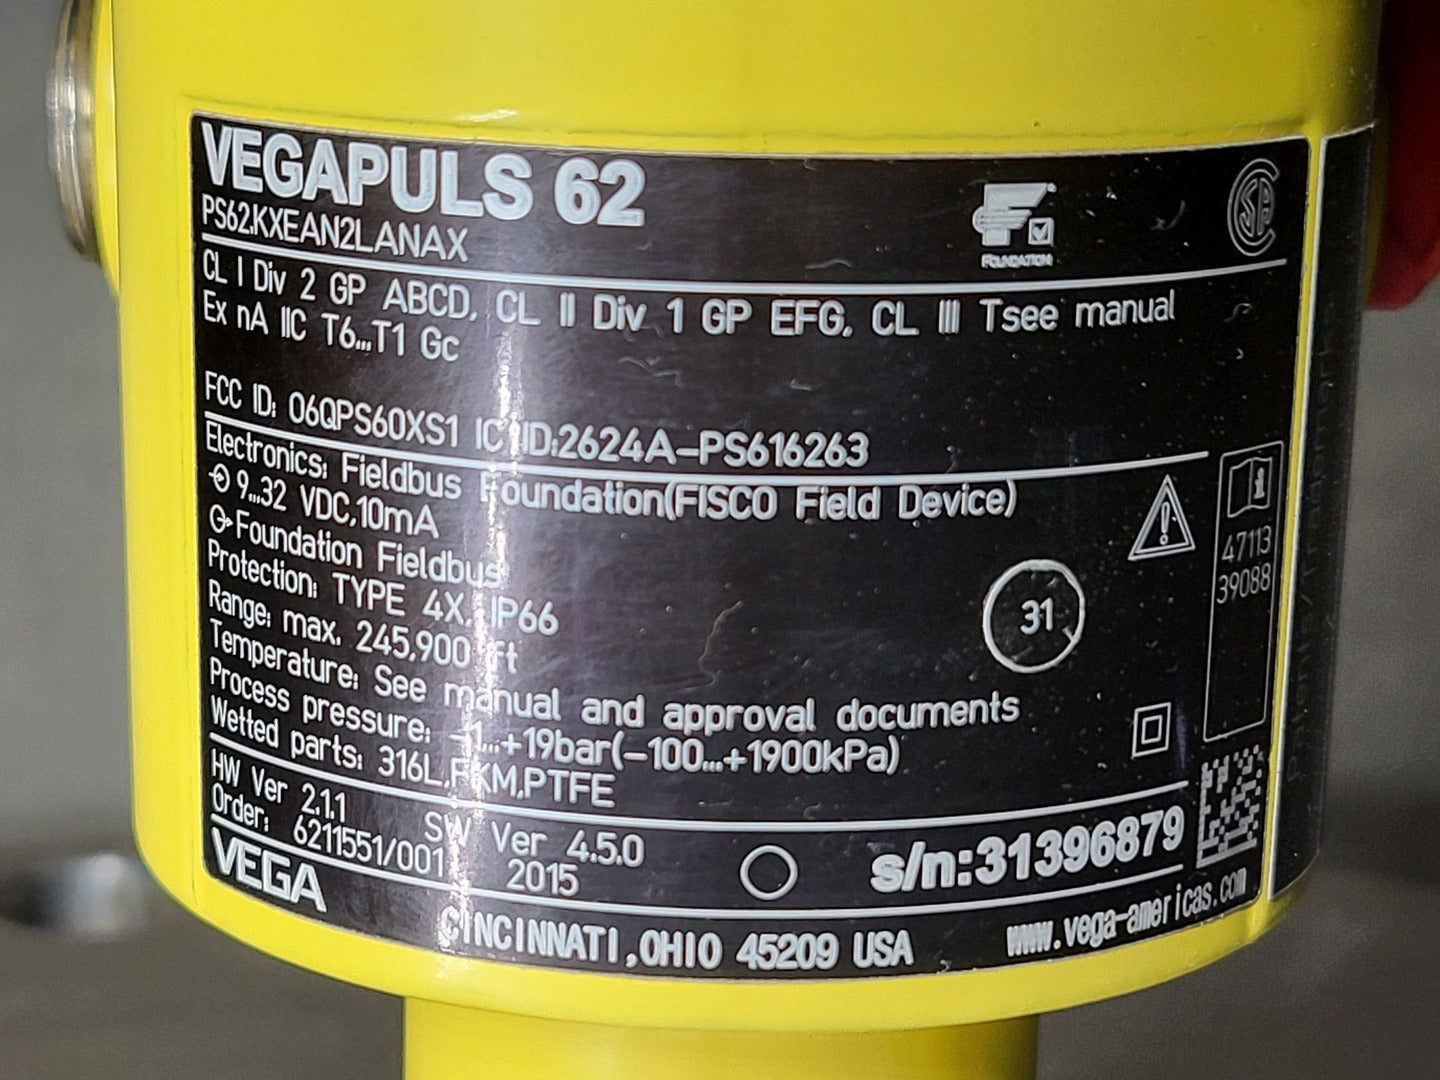 VEGAPULS 62
PS62.KXEAN2LANAX
FOUNDATION
CL I Div 2 GP ABCD, CL II Div 1 GP EFG, CL III Tsee manual
Ex nA IIC T6...T1 Gc
FCC ID: O6QPS60XS1 IC ID:2624A-PS616263
Electronics: Fieldbus Foundation(FISCO Field Device)
9...32 VDC,10mA
Foundation Fieldbus
Protection: TYPE 4X, IP66
Range: max. 245,900 ft
Temperature: See manual and approval documents
Process pressure: -1...+19bar(-100...+1900kPa)
Wetted parts: 316L,FKM,PTFE
31
47113
39088
HW Ver 2.1.1 SW Ver 4.5.0
Order: 6211551/001 2015
s/n:31396879
VEGA
CINCINNATI,OHIO 45209 USA www.vega-americas.com